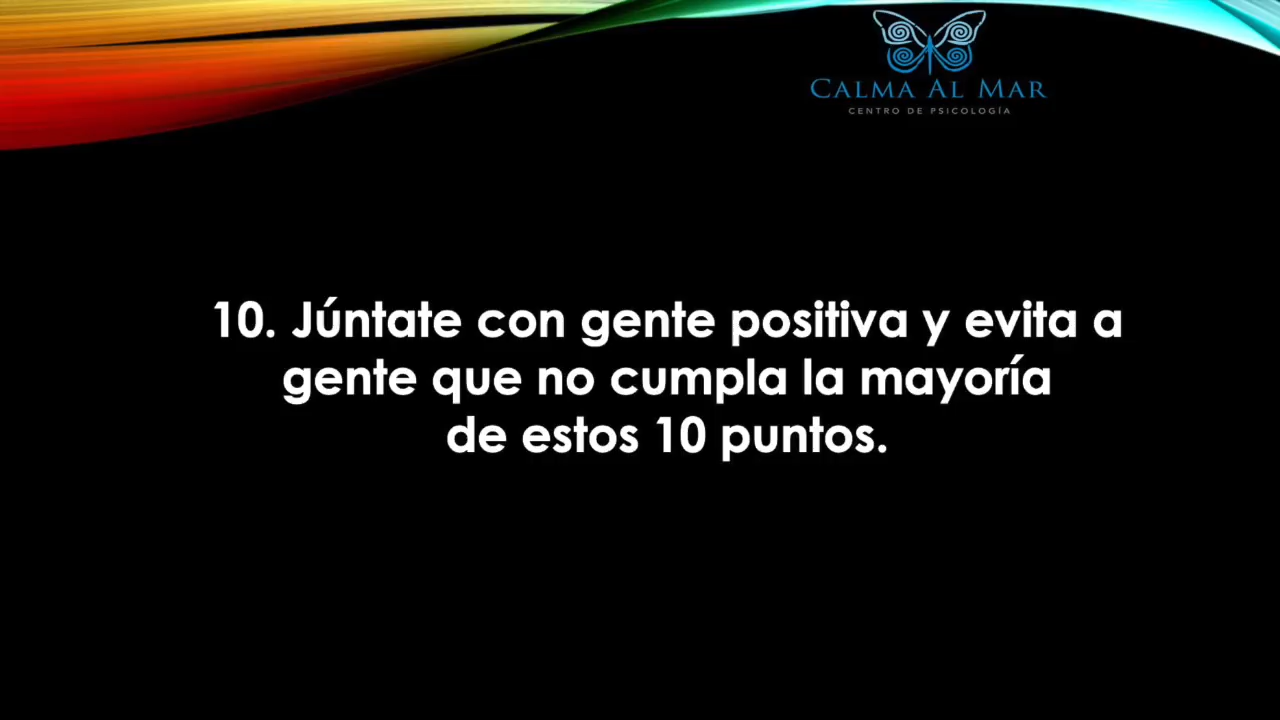 CALMA AL MAR
CENTRO DE PSICOLOGÍA
10. Júntate con gente positiva y evita a
gente que no cumpla la mayoría
de estos 10 puntos.